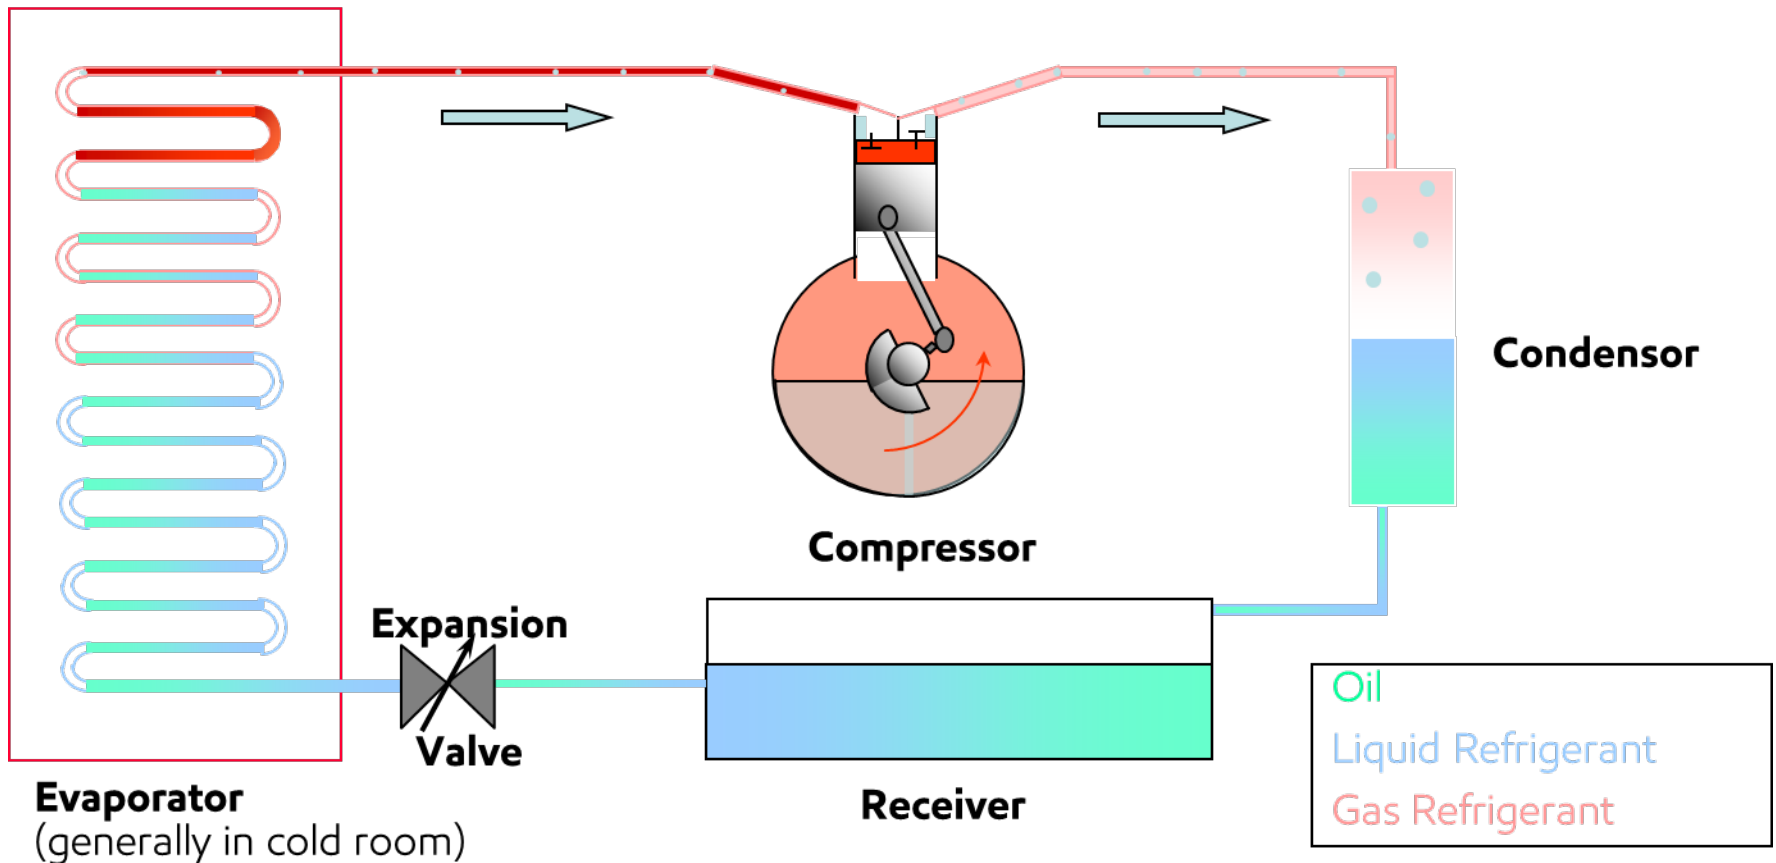 Condensor
Compressor
Expansion
Valve
Receiver
Evaporator
(generally in cold room)
Oil
Liquid Refrigerant
Gas Refrigerant